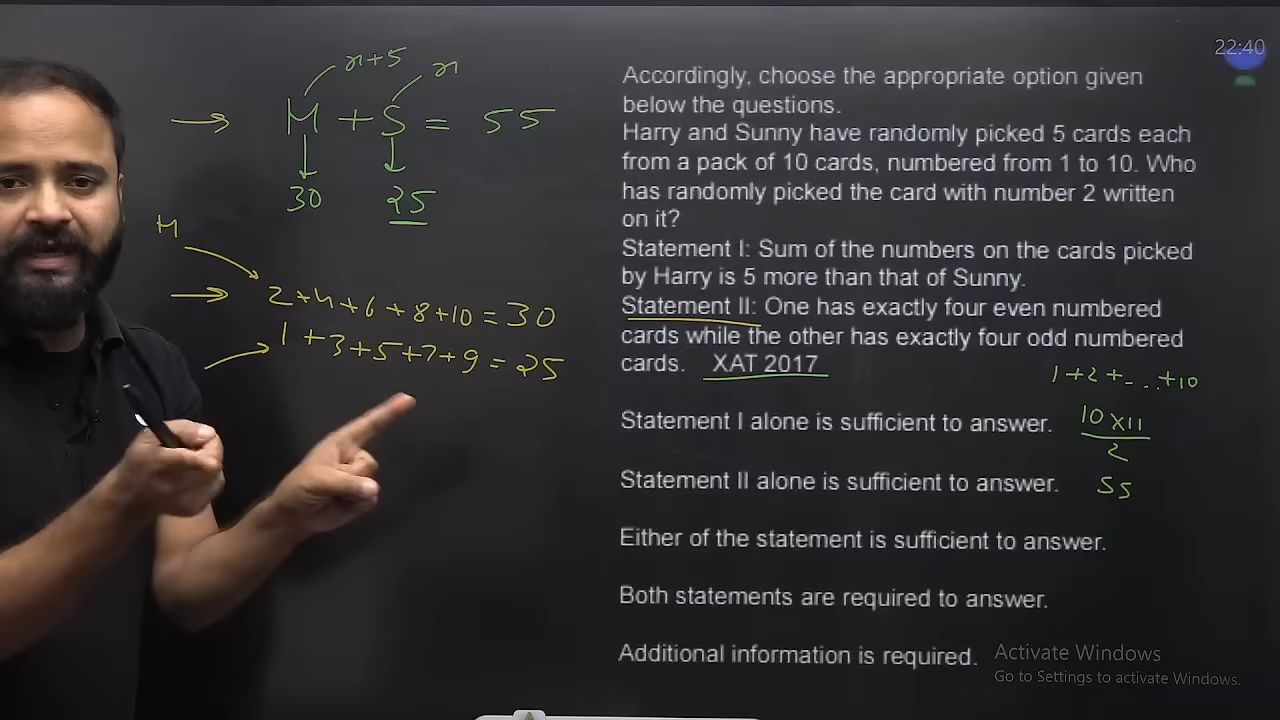 22:40
x+5
x
H + S = 55
30 25
H
2+4+6+8+10=30
1+3+5+7+9=25
Accordingly, choose the appropriate option given
below the questions.
Harry and Sunny have randomly picked 5 cards each
from a pack of 10 cards, numbered from 1 to 10. Who
has randomly picked the card with number 2 written
on it?
Statement I: Sum of the numbers on the cards picked
by Harry is 5 more than that of Sunny.
Statement II: One has exactly four even numbered
cards while the other has exactly four odd numbered
cards. XAT 2017
1+2+...+10
Statement I alone is sufficient to answer.
10x11
2
Statement II alone is sufficient to answer.
55
Either of the statement is sufficient to answer.
Both statements are required to answer.
Additional information is required.
Activate Windows
Go to Settings to activate Windows.